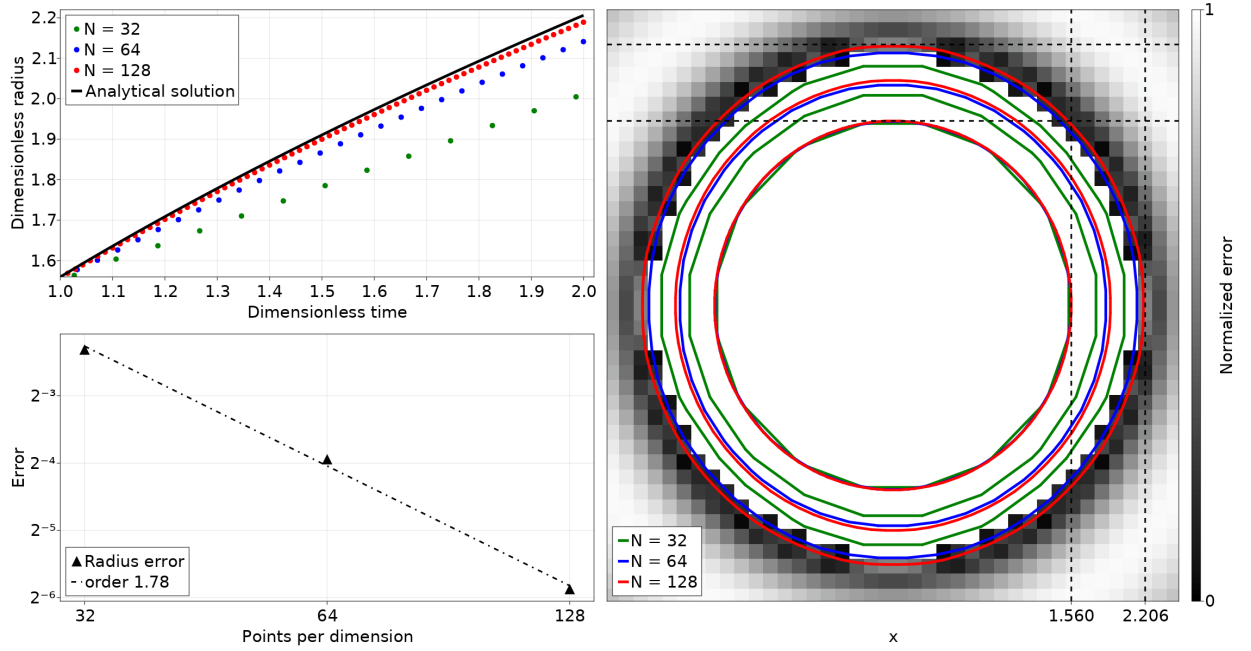 Dimensionless radius
2.2
2.1
2.0
1.9
1.8
1.7
1.6
N = 32
N = 64
N = 128
Analytical solution
1.0 1.1 1.2 1.3 1.4 1.5 1.6 1.7 1.8 1.9 2.0
Dimensionless time
Error
2⁻³
2⁻⁴
2⁻⁵
2⁻⁶
Radius error
order 1.78
32 64 128
Points per dimension
N = 32
N = 64
N = 128
1.560 2.206
x
1
0
Normalized error